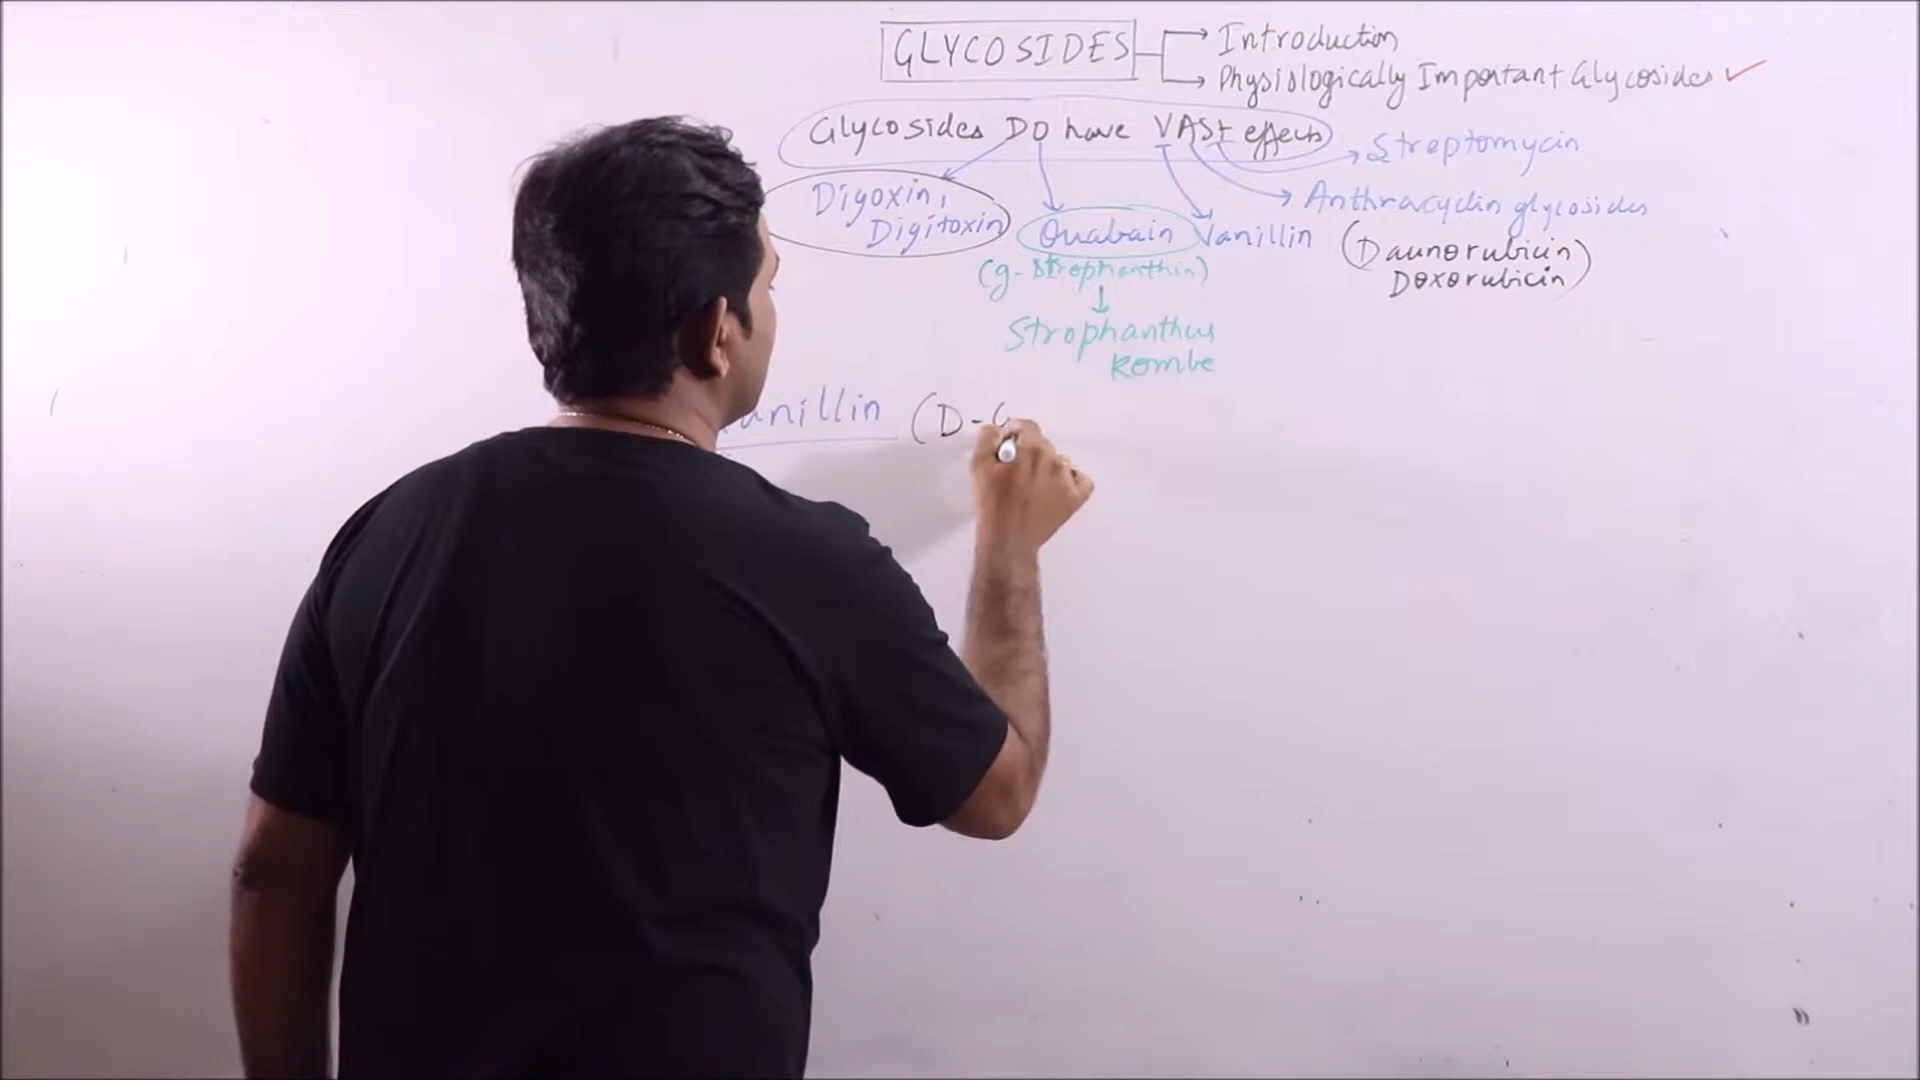 GLYCOSIDES
Introduction
Physiologically Important Glycosides ✓
Glycosides DO have VASt effects
Streptomycin
Digoxin,
Digitoxin
Ouabain
Vanillin
Anthracyclin glycosides
(Daunorubicin
Doxorubicin)
(g-Strophanthin)
Strophanthus
Kombe
anillin (D-G